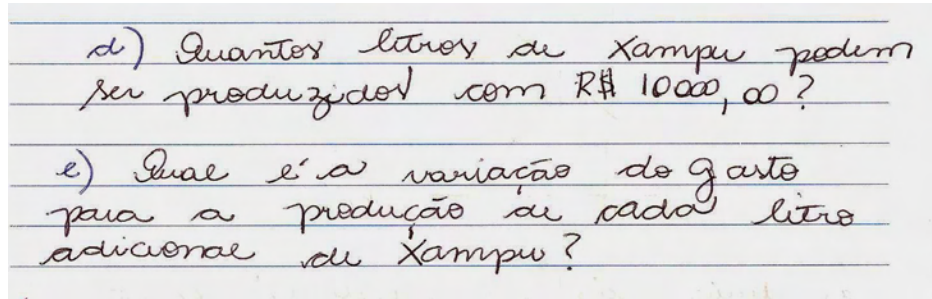 d) Quantos litros de xampu podem
ser produzidos com R$ 10000,00?
e) Qual é a variação do gasto
para a produção de cada litro
adicional de xampu?